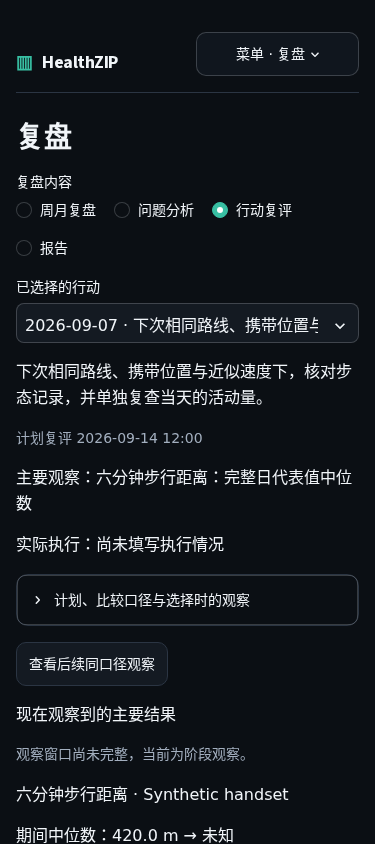 HealthZIP
菜单 · 复盘
复盘
复盘内容
周月复盘 问题分析 行动复评
报告
已选择的行动
2026-09-07 · 下次相同路线、携带位置与
下次相同路线、携带位置与近似速度下，核对步
态记录，并单独复查当天的活动量。
计划复评 2026-09-14 12:00
主要观察：六分钟步行距离：完整日代表值中位
数
实际执行：尚未填写执行情况
计划、比较口径与选择时的观察
查看后续同口径观察
现在观察到的主要结果
观察窗口尚未完整，当前为阶段观察。
六分钟步行距离 · Synthetic handset
期间中位数：420.0 m → 未知